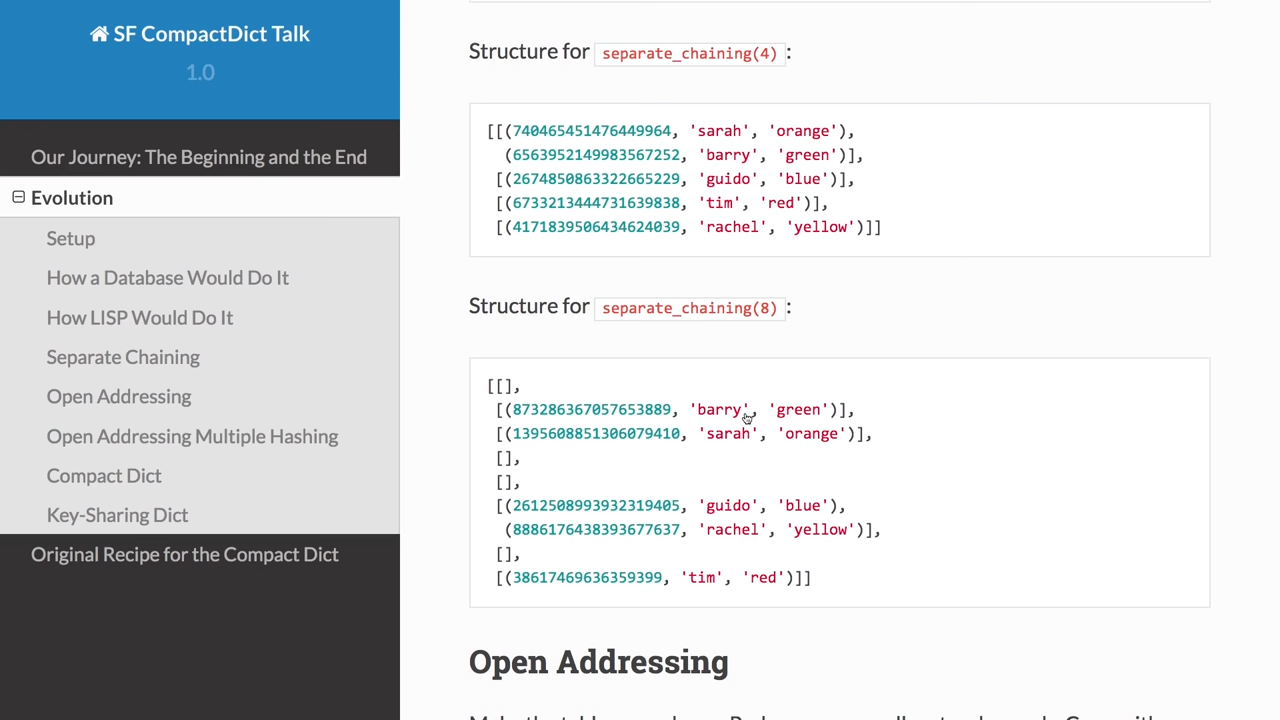 SF CompactDict Talk
1.0
Our Journey: The Beginning and the End
Evolution
Setup
How a Database Would Do It
How LISP Would Do It
Separate Chaining
Open Addressing
Open Addressing Multiple Hashing
Compact Dict
Key-Sharing Dict
Original Recipe for the Compact Dict
Structure for separate_chaining(4):
[[(740465451476449964, 'sarah', 'orange'),
(6563952149983567252, 'barry', 'green')],
[(2674850863322665229, 'guido', 'blue')],
[(6733213444731639838, 'tim', 'red')],
[(4171839506434624039, 'rachel', 'yellow')]]
Structure for separate_chaining(8):
[[],
[(873286367057653889, 'barry', 'green')],
[(1395608851306079410, 'sarah', 'orange')],
[],
[],
[(2612508993932319405, 'guido', 'blue'),
(8886176438393677637, 'rachel', 'yellow')],
[],
[(38617469636359399, 'tim', 'red')]]
Open Addressing